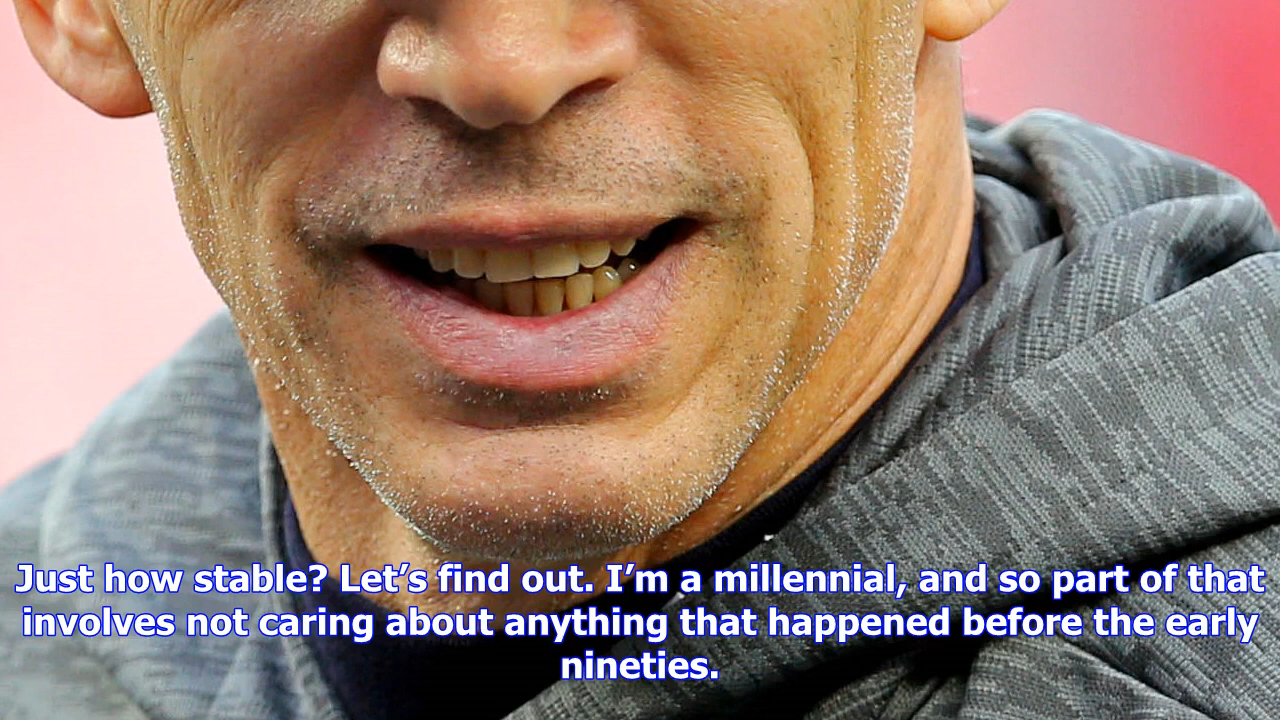 Just how stable? Let’s find out. I’m a millennial, and so part of that
involves not caring about anything that happened before the early
nineties.